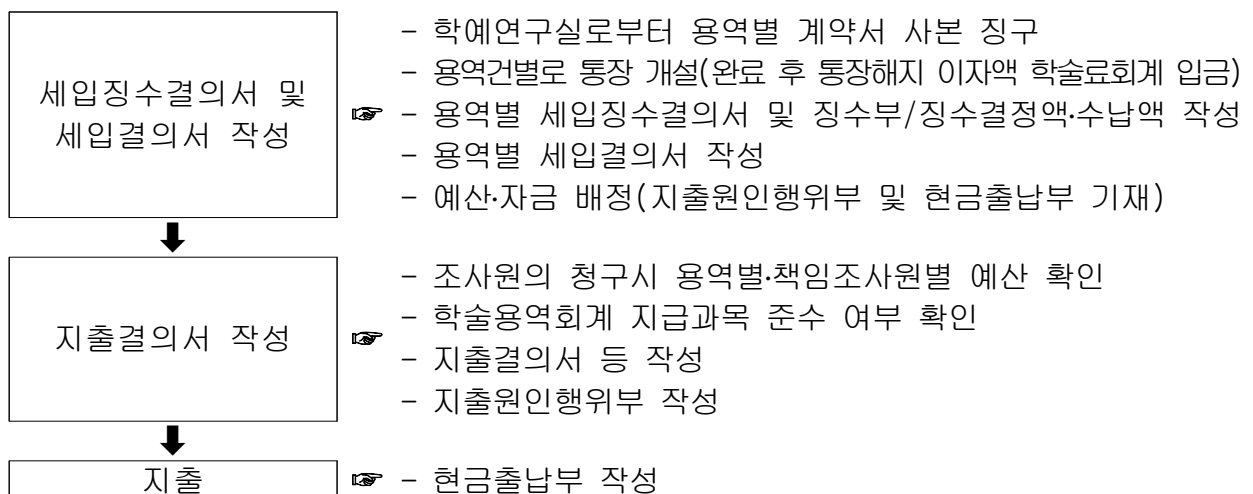 세입징수결의서 및
세입결의서 작성
☞
- 학예연구실로부터 용역별 계약서 사본 징구
- 용역건별로 통장 개설(완료 후 통장해지 이자액 학술료회계 입금)
- 용역별 세입징수결의서 및 징수부/징수결정액·수납액 작성
- 용역별 세입결의서 작성
- 예산·자금 배정(지출원인행위부 및 현금출납부 기재)
지출결의서 작성
☞
- 조사원의 청구시 용역별·책임조사원별 예산 확인
- 학술용역회계 지급과목 준수 여부 확인
- 지출결의서 등 작성
- 지출원인행위부 작성
지출
☞ - 현금출납부 작성